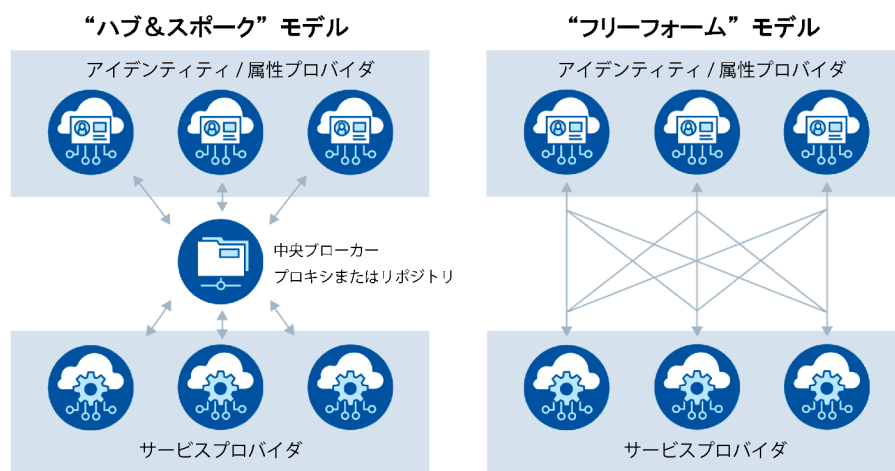 “ハブ＆スポーク” モデル
アイデンティティ / 属性プロバイダ
中央ブローカー
プロキシまたはリポジトリ
サービスプロバイダ
“フリーフォーム” モデル
アイデンティティ / 属性プロバイダ
サービスプロバイダ